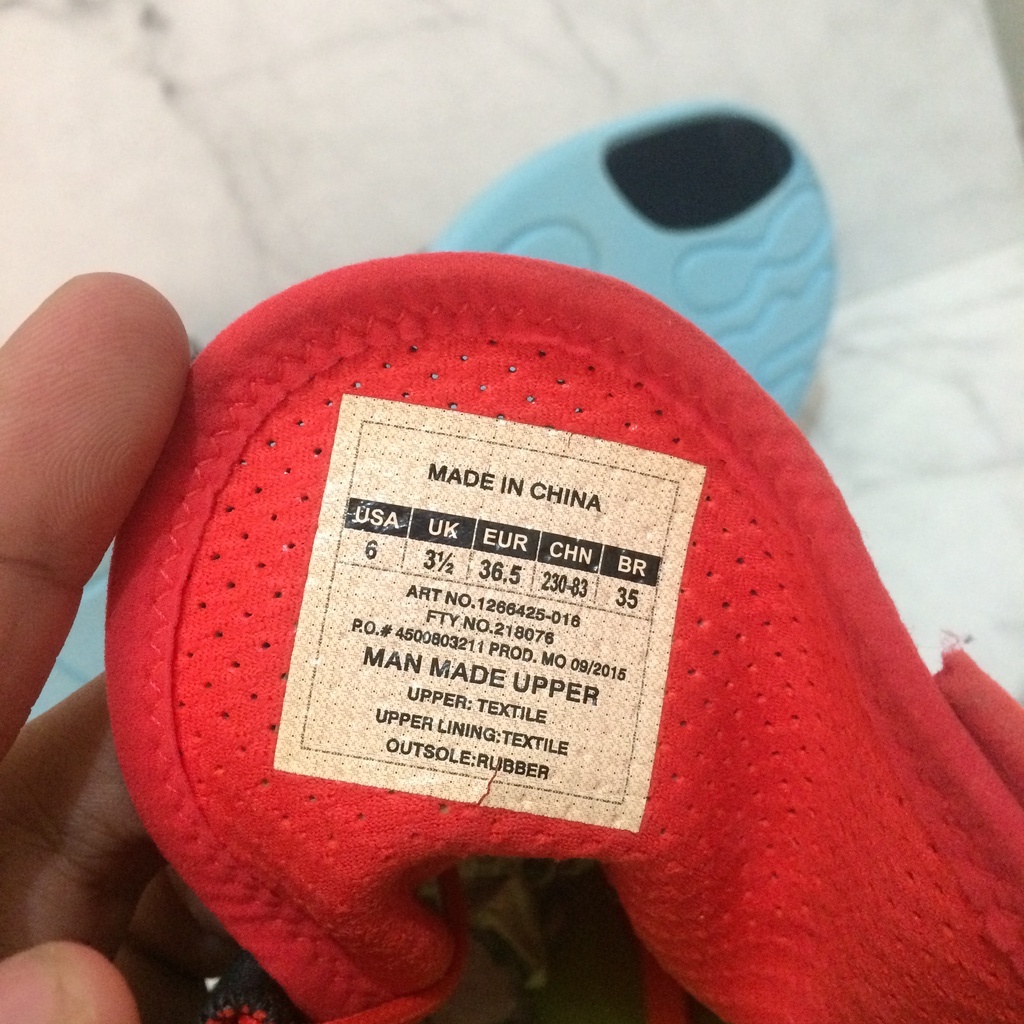 MADE IN CHINA
USA UK EUR CHN BR
6 3½ 36.5 230-83 35
ART NO.1266425-016
FTY NO.218076
P.O.# 4500803211 PROD. MO 09/2015
MAN MADE UPPER
UPPER: TEXTILE
UPPER LINING:TEXTILE
OUTSOLE:RUBBER